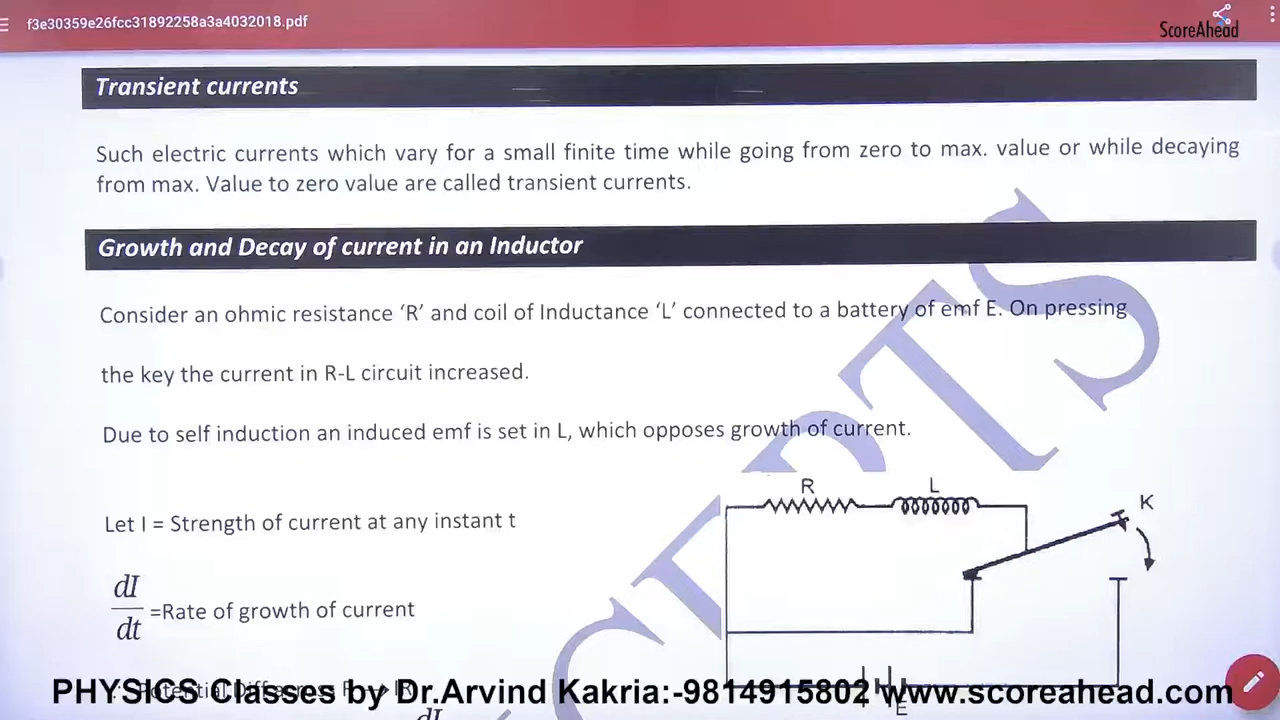 f3e30359e26fcc31892258a3a4032018.pdf
ScoreAhead
Transient currents
Such electric currents which vary for a small finite time while going from zero to max. value or while decaying
from max. Value to zero value are called transient currents.
Growth and Decay of current in an Inductor
Consider an ohmic resistance ‘R’ and coil of Inductance ‘L’ connected to a battery of emf E. On pressing
the key the current in R-L circuit increased.
Due to self induction an induced emf is set in L, which opposes growth of current.
R L
K
Let I = Strength of current at any instant t
dI
dt
=Rate of growth of current
PHYSICS Classes by Dr.Arvind Kakria:-9814915802 www.scoreahead.com
E
dI